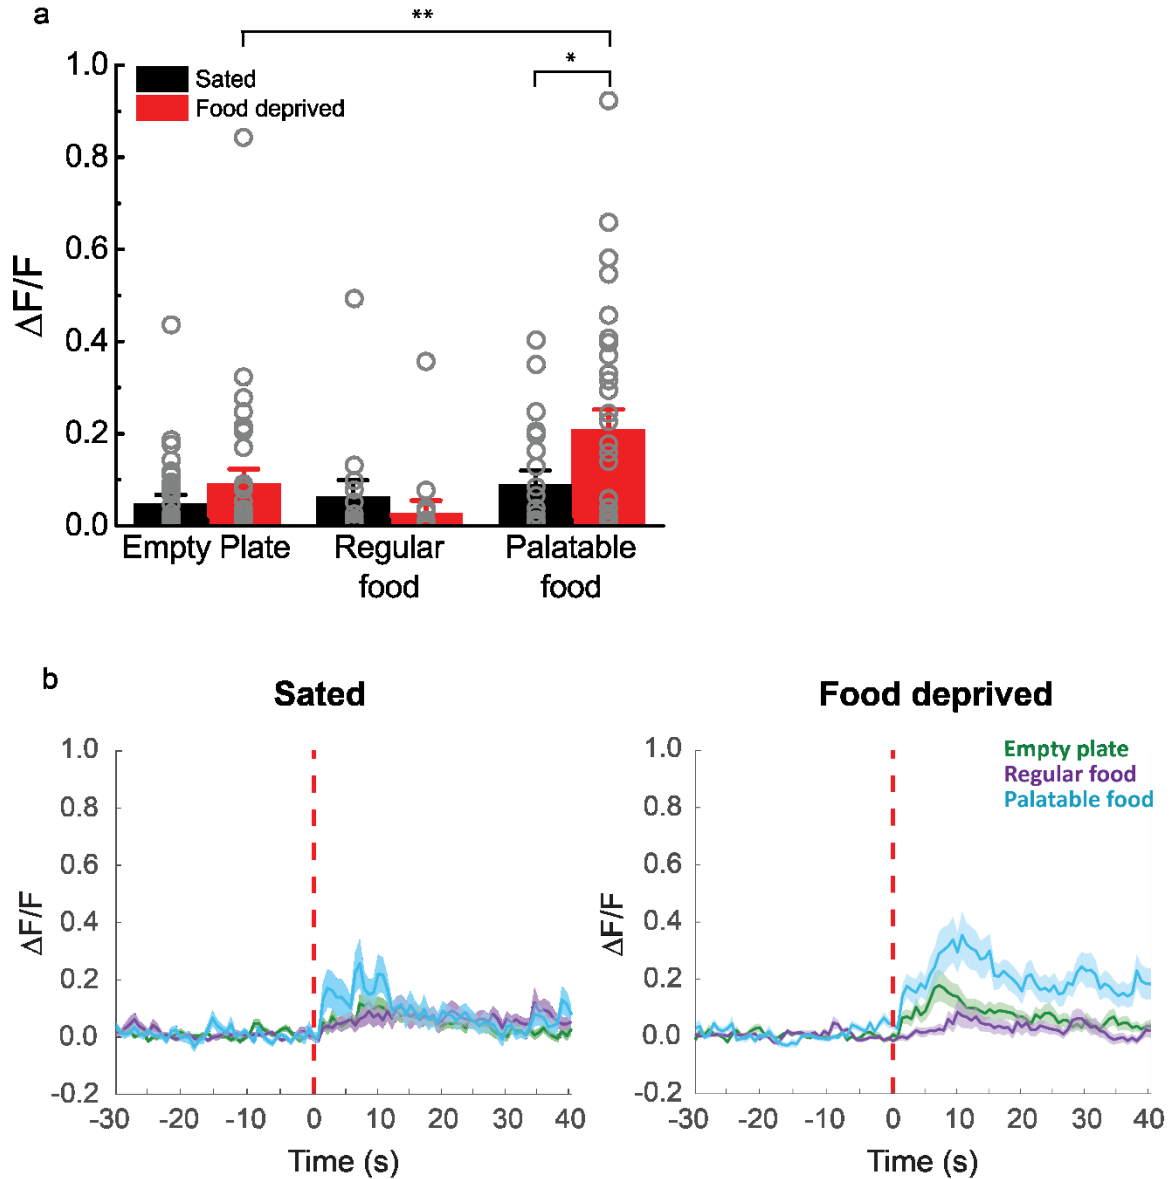 a
**
*
1.0
0.8
0.6
0.4
0.2
0.0
ΔF/F
Sated
Food deprived
Empty Plate
Regular
food
Palatable
food
b
Sated
1.0
0.8
0.6
0.4
0.2
0.0
-0.2
ΔF/F
-30 -20 -10 0 10 20 30 40
Time (s)
Food deprived
Empty plate
Regular food
Palatable food
1.0
0.8
0.6
0.4
0.2
0.0
-0.2
ΔF/F
-30 -20 -10 0 10 20 30 40
Time (s)